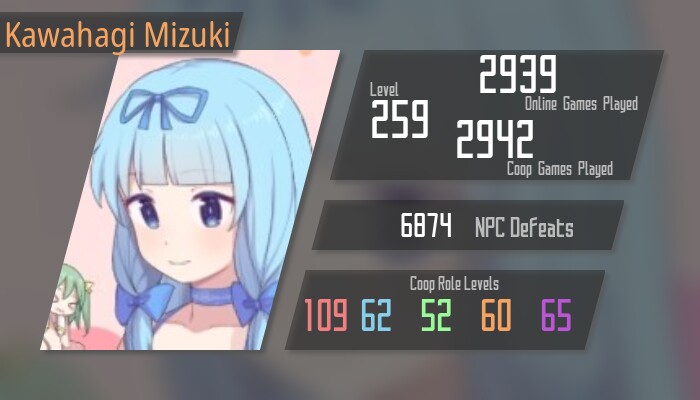 Kawahagi Mizuki
2939
Online Games Played
Level
259
2942
Coop Games Played
6874 NPC Defeats
Coop Role Levels
109 62 52 60 65